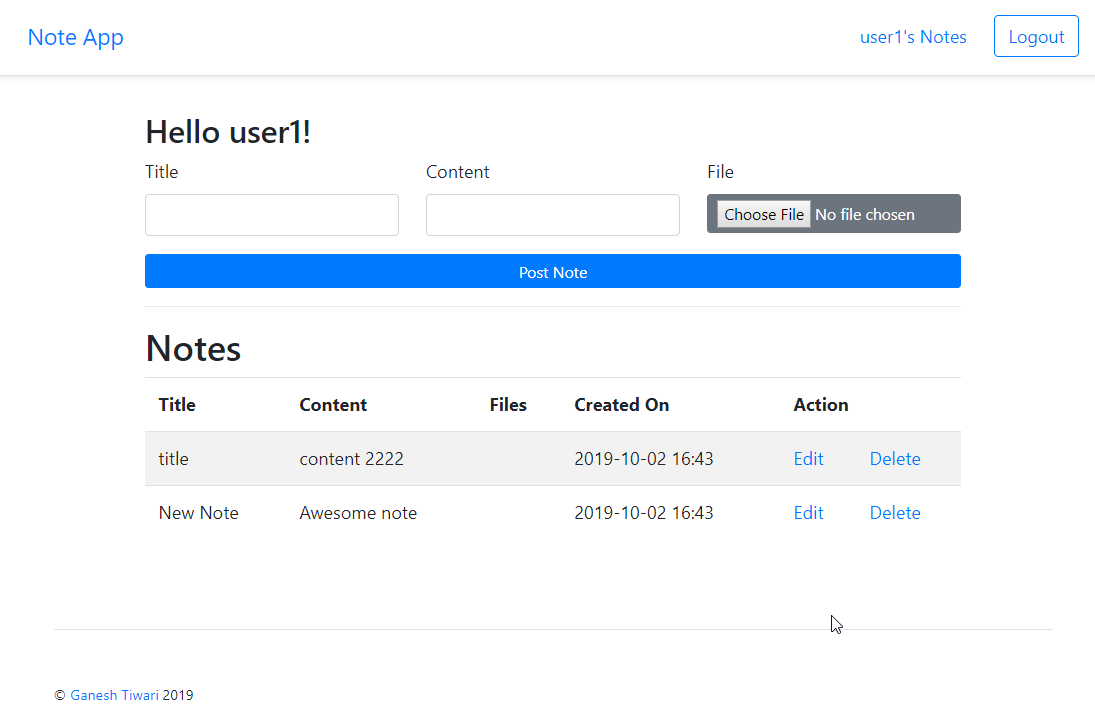 Note App user1's Notes Logout
Hello user1!
Title Content File
Choose File No file chosen
Post Note
Notes
Title Content Files Created On Action
title content 2222 2019-10-02 16:43 Edit Delete
New Note Awesome note 2019-10-02 16:43 Edit Delete
© Ganesh Tiwari 2019